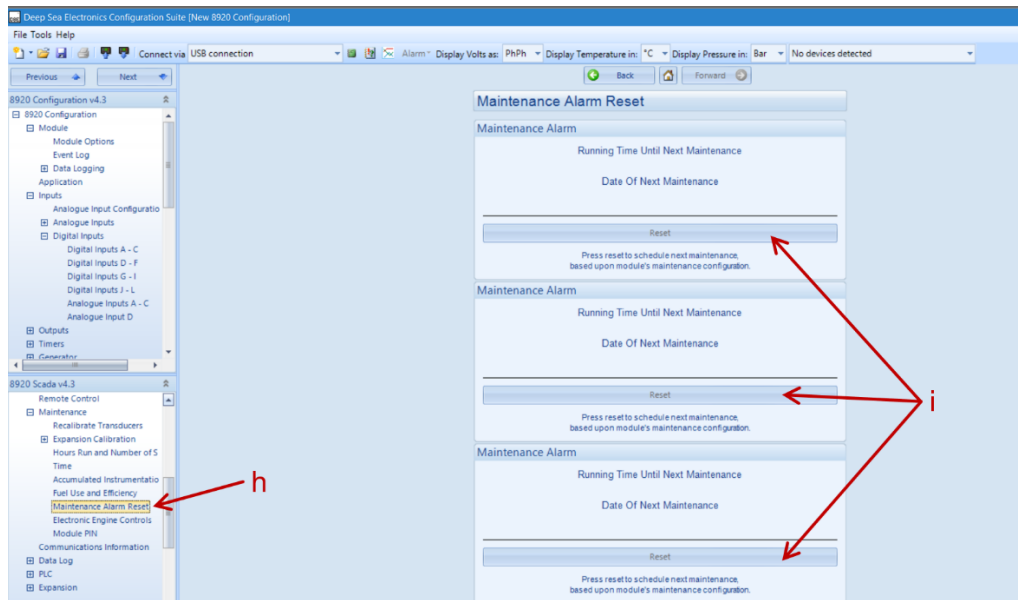 Deep Sea Electronics Configuration Suite [New 8920 Configuration]
File Tools Help
Connect via USB connection Alarm Display Volts as: PhPh Display Temperature in: °C Display Pressure in: Bar No devices detected
Previous Next
Back Forward
8920 Configuration v4.3
8920 Configuration
Module
Module Options
Event Log
Data Logging
Application
Inputs
Analogue Input Configuratio
Analogue Inputs
Digital Inputs
Digital Inputs A - C
Digital Inputs D - F
Digital Inputs G - I
Digital Inputs J - L
Analogue Inputs A - C
Analogue Input D
Outputs
Timers
Generator
8920 Scada v4.3
Remote Control
Maintenance
Recalibrate Transducers
Expansion Calibration
Hours Run and Number of S
Time
Accumulated Instrumentatio
Fuel Use and Efficiency
Maintenance Alarm Reset
Electronic Engine Controls
Module PIN
Communications Information
Data Log
PLC
Expansion
h
Maintenance Alarm Reset
Maintenance Alarm
Running Time Until Next Maintenance
Date Of Next Maintenance
Reset
Press reset to schedule next maintenance,
based upon module's maintenance configuration.
Maintenance Alarm
Running Time Until Next Maintenance
Date Of Next Maintenance
Reset
Press reset to schedule next maintenance,
based upon module's maintenance configuration.
Maintenance Alarm
Running Time Until Next Maintenance
Date Of Next Maintenance
Reset
Press reset to schedule next maintenance,
based upon module's maintenance configuration.
i